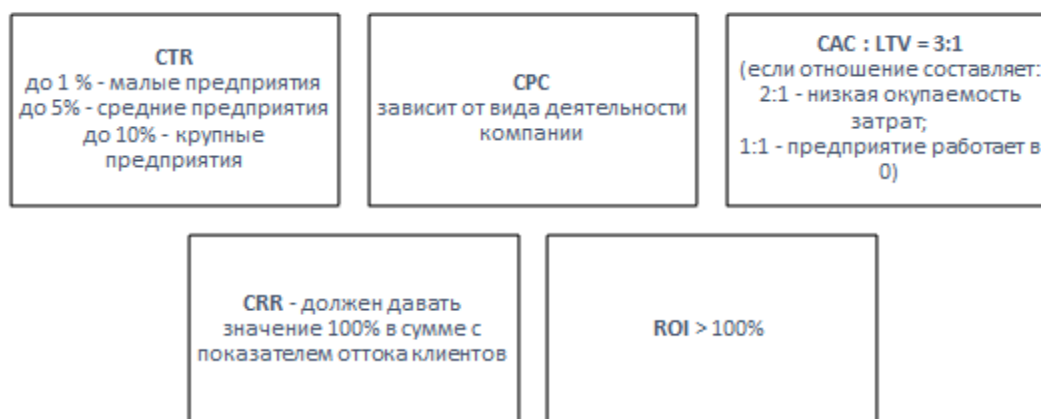 CTR
до 1 % - малые предприятия
до 5% - средние предприятия
до 10% - крупные
предприятия
CPC
зависит от вида деятельности
компании
CAC : LTV = 3:1
(если отношение составляет:
2:1 - низкая окупаемость
затрат;
1:1 - предприятие работает в
0)
CRR - должен давать
значение 100% в сумме с
показателем оттока клиентов
ROI > 100%